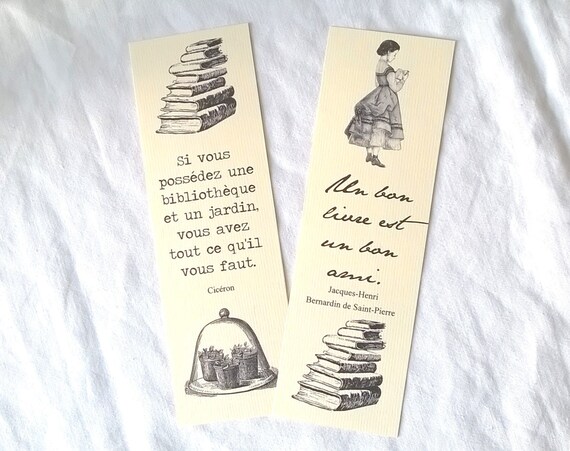 Si vous
possédez une
bibliothèque
et un jardin,
vous avez
tout ce qu'il
vous faut.
Cicéron
Un bon
livre est
un bon
ami.
Jacques-Henri
Bernardin de Saint-Pierre